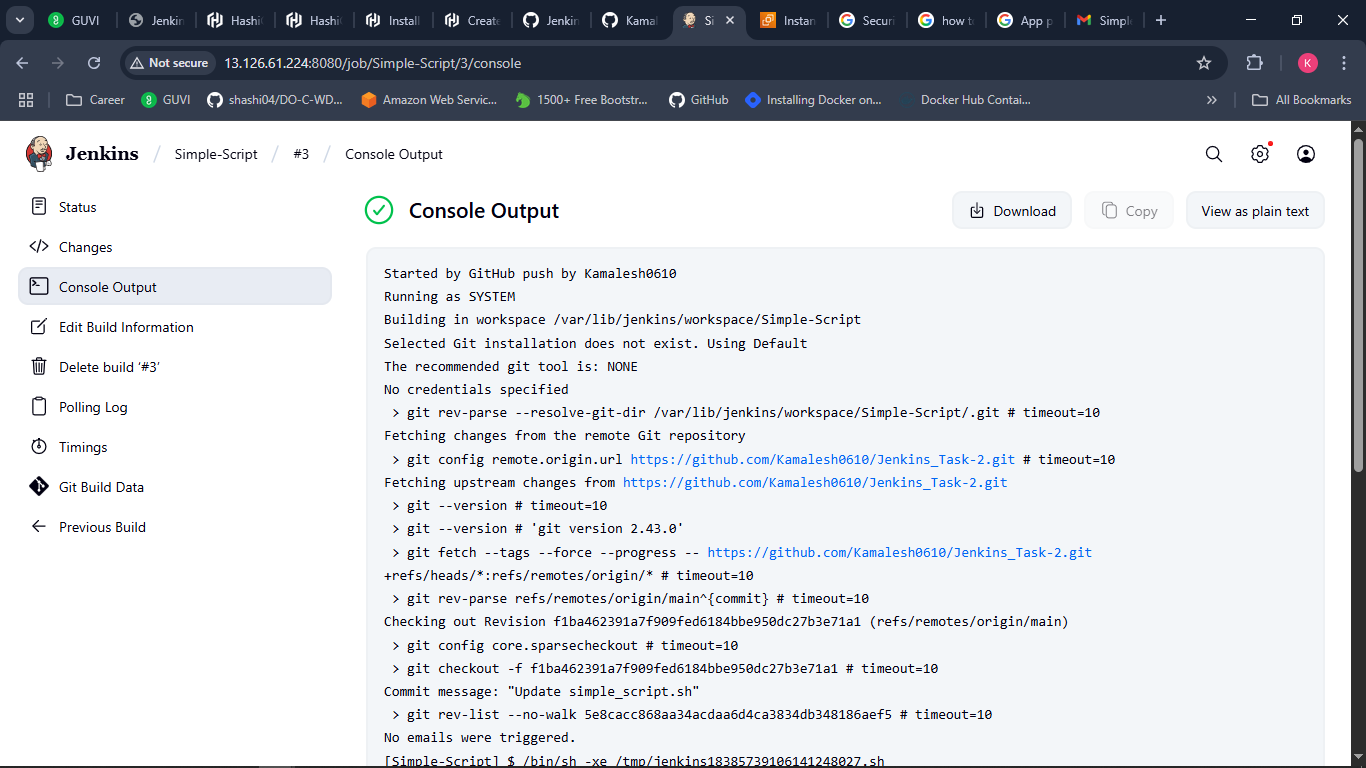 GUVI
Jenkin
HashiC
HashiC
Install
Create
Jenkin
Kamal
Si
Instan
Securi
how to
App p
Simple
Not secure
13.126.61.224:8080/job/Simple-Script/3/console
K
Career
GUVI
shashi04/DO-C-WD...
Amazon Web Servic...
1500+ Free Bootstr...
GitHub
Installing Docker on...
Docker Hub Contai...
All Bookmarks
Jenkins / Simple-Script / #3 / Console Output
Status
Changes
Console Output
Edit Build Information
Delete build ‘#3’
Polling Log
Timings
Git Build Data
Previous Build
Console Output
Download
Copy
View as plain text
Started by GitHub push by Kamalesh0610
Running as SYSTEM
Building in workspace /var/lib/jenkins/workspace/Simple-Script
Selected Git installation does not exist. Using Default
The recommended git tool is: NONE
No credentials specified
> git rev-parse --resolve-git-dir /var/lib/jenkins/workspace/Simple-Script/.git # timeout=10
Fetching changes from the remote Git repository
> git config remote.origin.url https://github.com/Kamalesh0610/Jenkins_Task-2.git # timeout=10
Fetching upstream changes from https://github.com/Kamalesh0610/Jenkins_Task-2.git
> git --version # timeout=10
> git --version # 'git version 2.43.0'
> git fetch --tags --force --progress -- https://github.com/Kamalesh0610/Jenkins_Task-2.git
+refs/heads/*:refs/remotes/origin/* # timeout=10
> git rev-parse refs/remotes/origin/main^{commit} # timeout=10
Checking out Revision f1ba462391a7f909fed6184bbe950dc27b3e71a1 (refs/remotes/origin/main)
> git config core.sparsecheckout # timeout=10
> git checkout -f f1ba462391a7f909fed6184bbe950dc27b3e71a1 # timeout=10
Commit message: "Update simple_script.sh"
> git rev-list --no-walk 5e8cacc868aa34acdaa6d4ca3834db348186aef5 # timeout=10
No emails were triggered.
[Simple-Script] $ /bin/sh -xe /tmp/jenkins18385739106141248027.sh